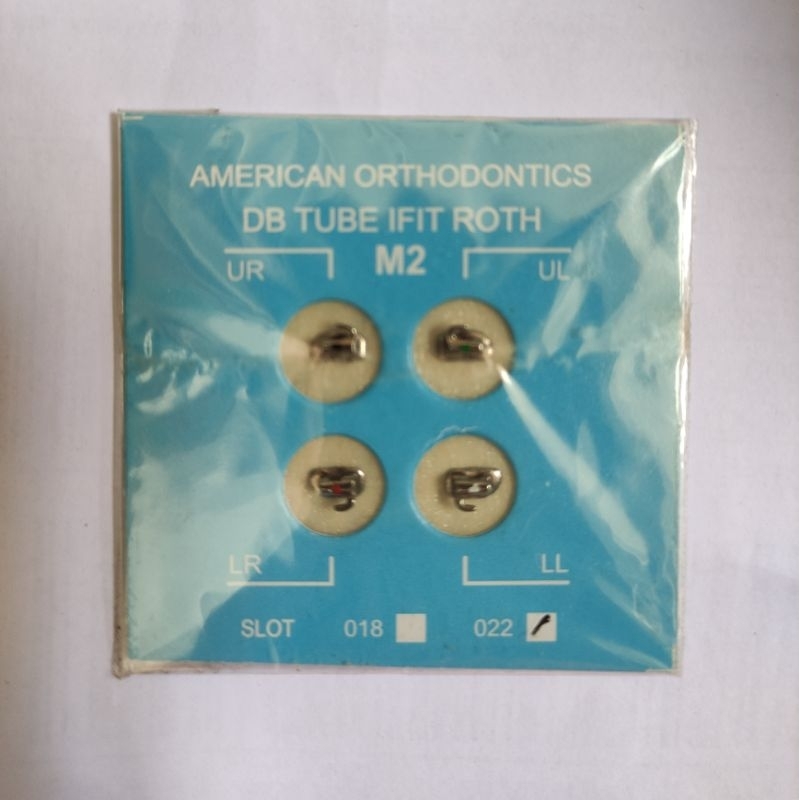 AMERICAN ORTHODONTICS
DB TUBE IFIT ROTH
M2
UR UL
LR LL
SLOT 018 022